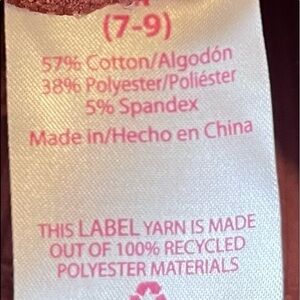 (7-9)
57% Cotton/Algodón
38% Polyester/Poliéster
5% Spandex
Made in/Hecho en China
THIS LABEL YARN IS MADE
OUT OF 100% RECYCLED
POLYESTER MATERIALS